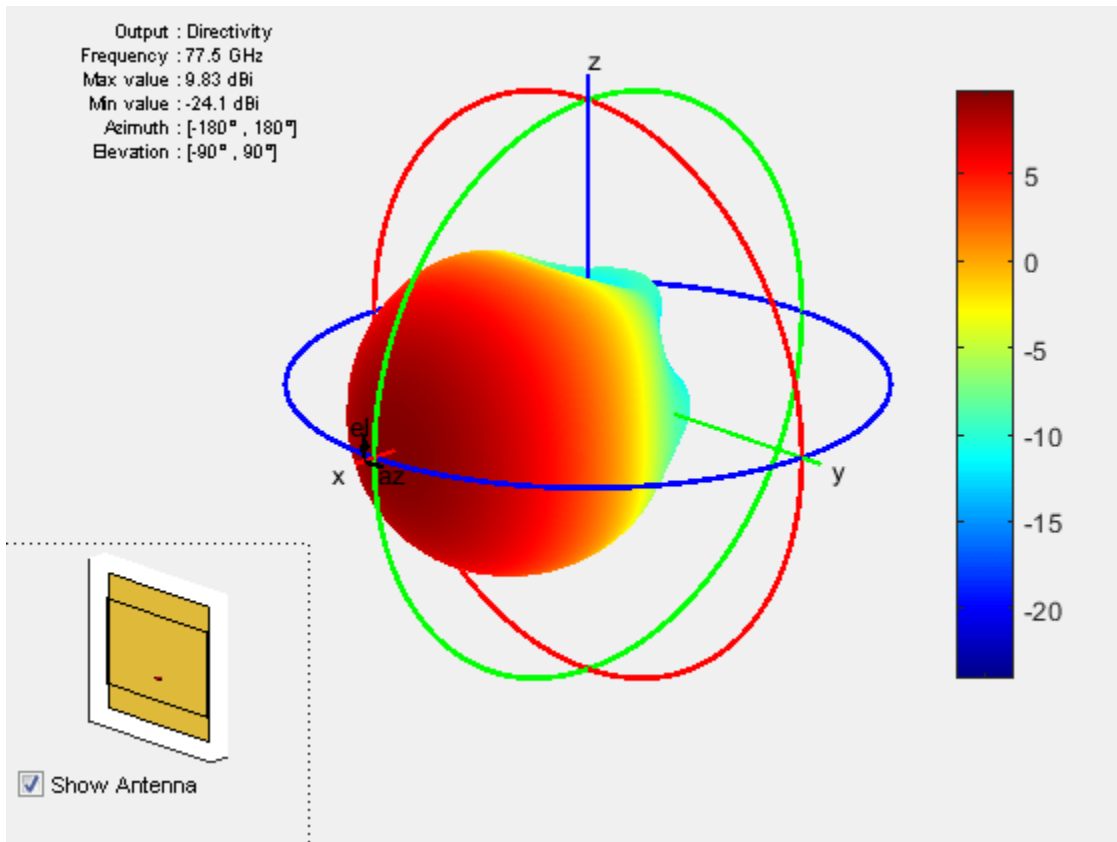 Output : Directivity
Frequency : 77.5 GHz
Max value : 9.83 dBi
Min value : -24.1 dBi
Azimuth : [-180° , 180°]
Elevation : [-90° , 90°]
z
5
0
-5
-10
-15
-20
el
x
az
y
Show Antenna